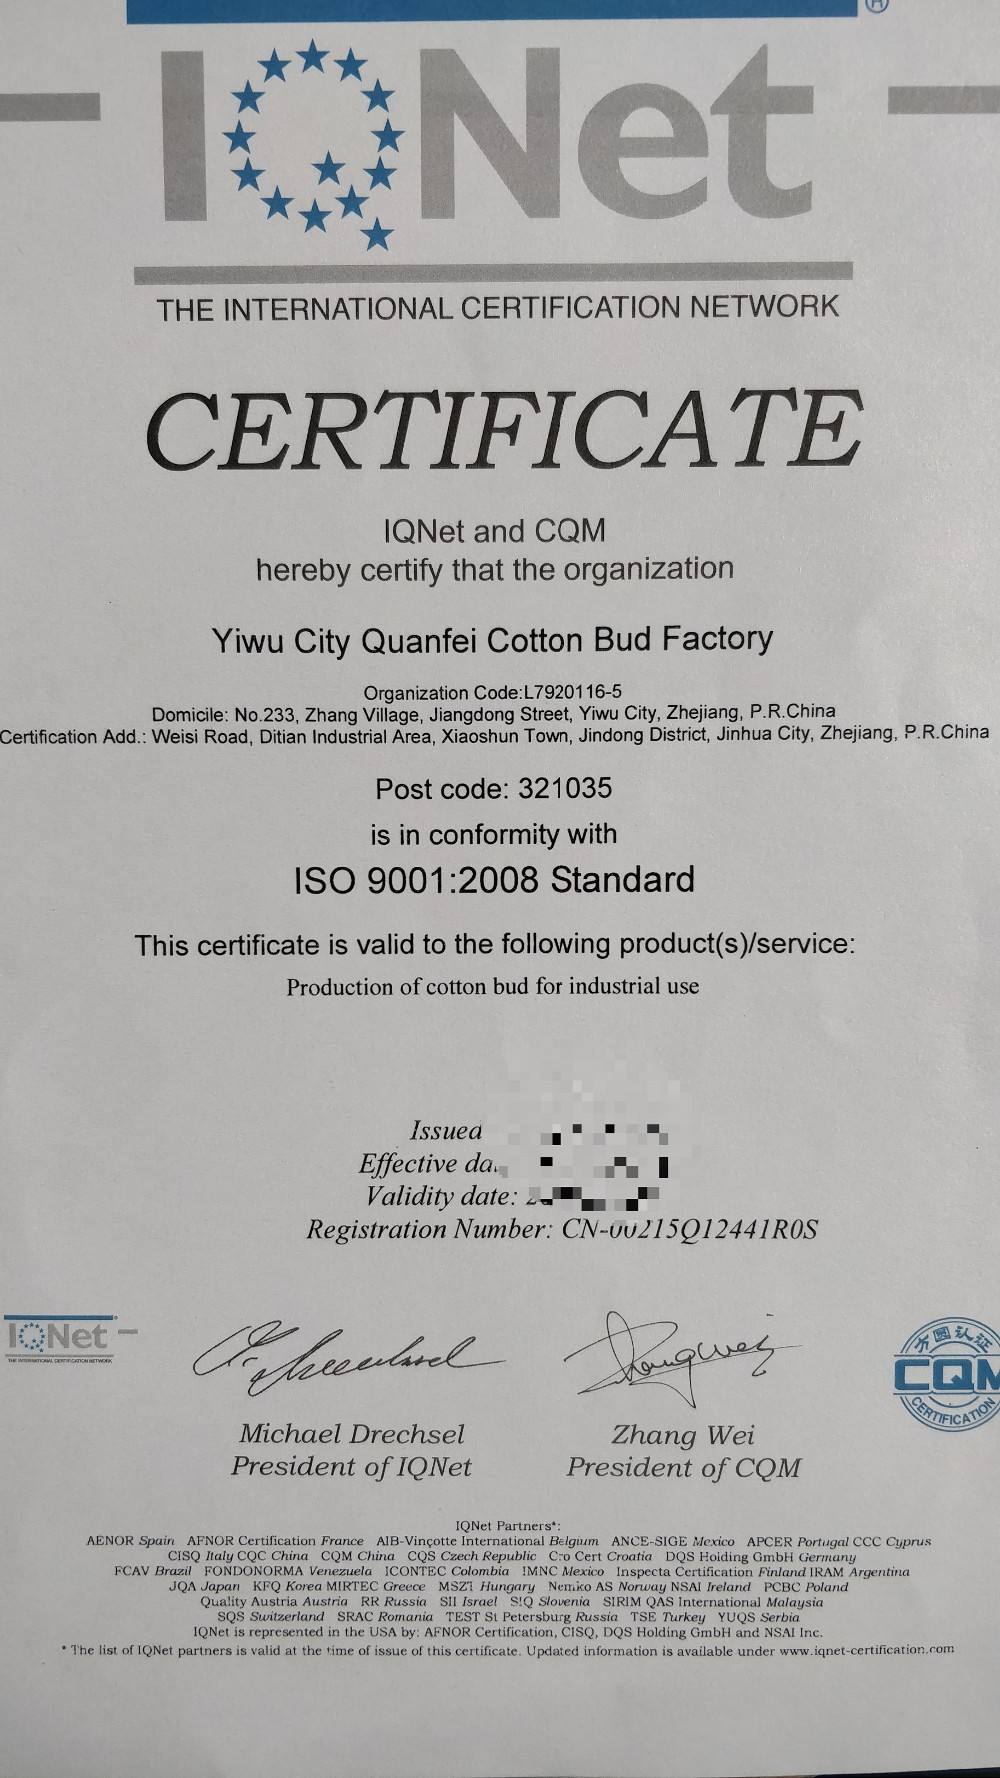 IQNet
THE INTERNATIONAL CERTIFICATION NETWORK
CERTIFICATE
IQNet and CQM
hereby certify that the organization
Yiwu City Quanfei Cotton Bud Factory
Organization Code:L7920116-5
Domicile: No.233, Zhang Village, Jiangdong Street, Yiwu City, Zhejiang, P.R.China
Certification Add.: Weisi Road, Ditian Industrial Area, Xiaoshun Town, Jindong District, Jinhua City, Zhejiang, P.R.China
Post code: 321035
is in conformity with
ISO 9001:2008 Standard
This certificate is valid to the following product(s)/service:
Production of cotton bud for industrial use
Issued
Effective
Validity date:
Registration Number: CN-00215Q12441R0S
IQNet
THE INTERNATIONAL CERTIFICATION NETWORK
方圆认证
CQM
CERTIFICATION
Michael Drechsel
President of IQNet
Zhang Wei
President of CQM
IQNet Partners*:
AENOR Spain AFNOR Certification France AIB-Vinçotte International Belgium ANCE-SIGE Mexico APCER Portugal CCC Cyprus
CISQ Italy CQC China CQM China CQS Czech Republic Cro Cert Croatia DQS Holding GmbH Germany
FCAV Brazil FONDONORMA Venezuela ICONTEC Colombia IMNC Mexico Inspecta Certification Finland IRAM Argentina
JQA Japan KFQ Korea MIRTEC Greece MSZT Hungary Nemko AS Norway NSAI Ireland PCBC Poland
Quality Austria Austria RR Russia SII Israel SIQ Slovenia SIRIM QAS International Malaysia
SQS Switzerland SRAC Romania TEST St Petersburg Russia TSE Turkey YUQS Serbia
IQNet is represented in the USA by: AFNOR Certification, CISQ, DQS Holding GmbH and NSAI Inc.
* The list of IQNet partners is valid at the time of issue of this certificate. Updated information is available under www.iqnet-certification.com